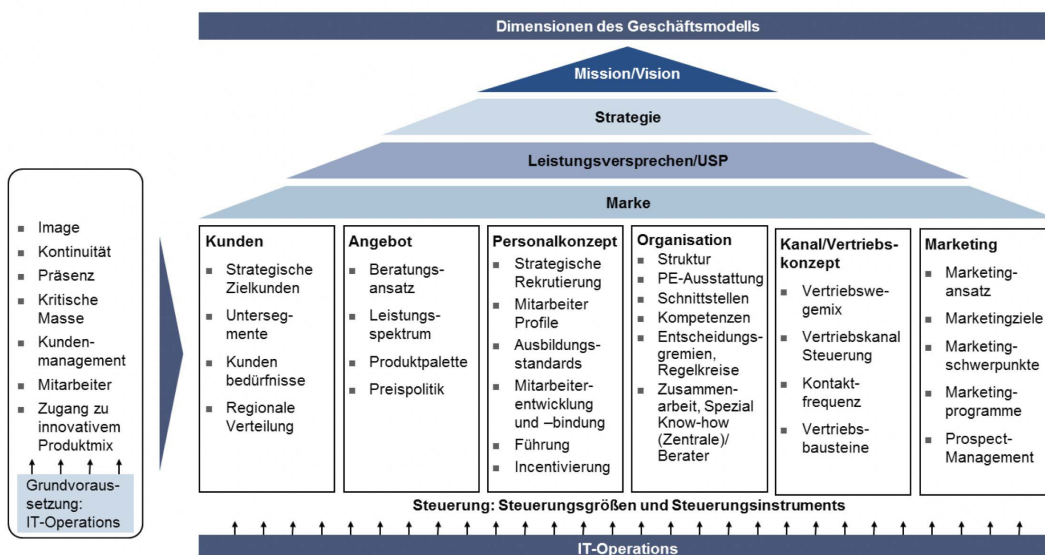 Dimensionen des Geschäftsmodells
Mission/Vision
Strategie
Leistungsversprechen/USP
Marke
Image
Kontinuität
Präsenz
Kritische
Masse
Kunden-
management
Mitarbeiter
Zugang zu
innovativem
Produktmix
Grundvoraus-
setzung:
IT-Operations
Kunden
Strategische
Zielkunden
Unterseg-
mente
Kunden
bedürfnisse
Regionale
Verteilung
Angebot
Beratungs-
ansatz
Leistungs-
spektrum
Produktpalette
Preispolitik
Personalkonzept
Strategische
Rekrutierung
Mitarbeiter
Profile
Ausbildungs-
standards
Mitarbeiter-
entwicklung
und –bindung
Führung
Incentivierung
Organisation
Struktur
PE-Ausstattung
Schnittstellen
Kompetenzen
Entscheidungs-
gremien,
Regelkreise
Zusammen-
arbeit, Spezial
Know-how
(Zentrale)/
Berater
Kanal/Vertriebs-
konzept
Vertriebswe-
gemix
Vertriebskanal
Steuerung
Kontakt-
frequenz
Vertriebs-
bausteine
Marketing
Marketing-
ansatz
Marketingziele
Marketing-
schwerpunkte
Marketing-
programme
Prospect-
Management
Steuerung: Steuerungsgrößen und Steuerungsinstruments
IT-Operations